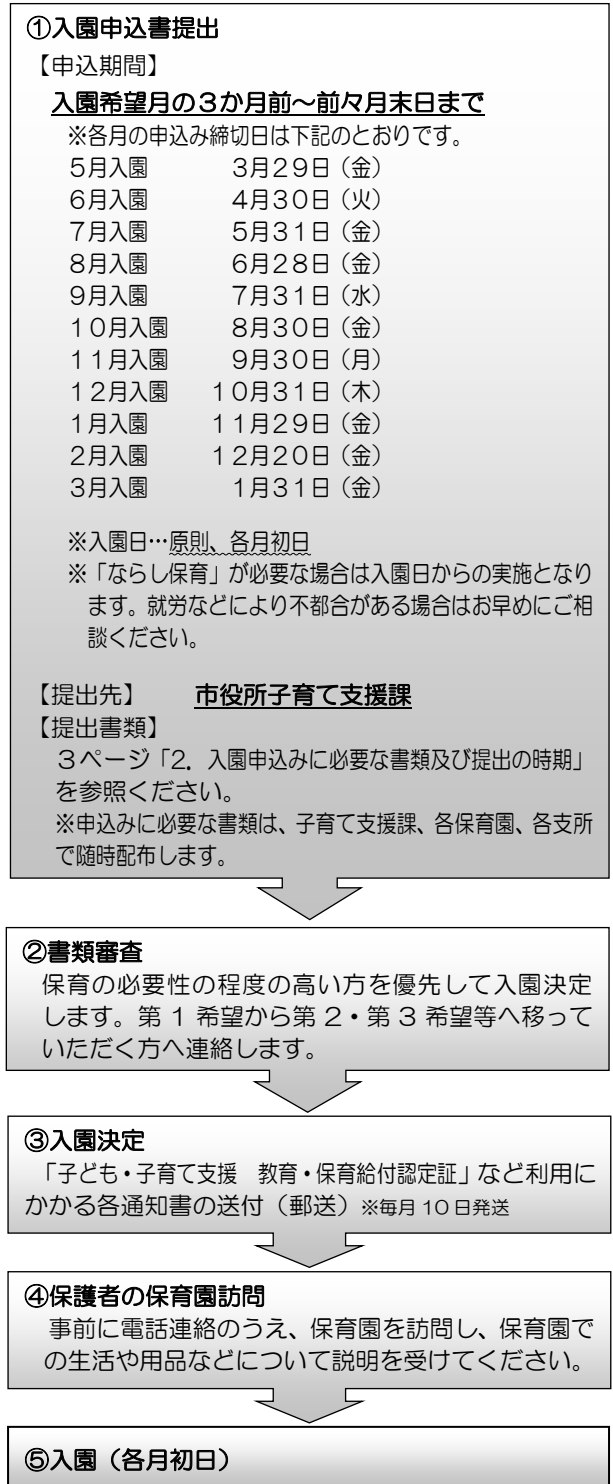 ①入園申込書提出
【申込期間】
入園希望月の３か月前～前々月末日まで
※各月の申込み締切日は下記のとおりです。
５月入園　３月２９日（金）
６月入園　４月３０日（火）
７月入園　５月３１日（金）
８月入園　６月２８日（金）
９月入園　７月３１日（水）
１０月入園　８月３０日（金）
１１月入園　９月３０日（月）
１２月入園　１０月３１日（木）
１月入園　１１月２９日（金）
２月入園　１２月２０日（金）
３月入園　１月３１日（金）
※入園日…原則、各月初日
※「ならし保育」が必要な場合は入園日からの実施となり
ます。就労などにより不都合がある場合はお早めにご相
談ください。
【提出先】　市役所子育て支援課
【提出書類】
３ページ「2．入園申込みに必要な書類及び提出の時期」
を参照ください。
※申込みに必要な書類は、子育て支援課、各保育園、各支所
で随時配布します。
②書類審査
保育の必要性の程度の高い方を優先して入園決定
します。第 1 希望から第 2・第 3 希望等へ移って
いただく方へ連絡します。
③入園決定
「子ども・子育て支援　教育・保育給付認定証」など利用に
かかる各通知書の送付（郵送）※毎月 10 日発送
④保護者の保育園訪問
事前に電話連絡のうえ、保育園を訪問し、保育園で
の生活や用品などについて説明を受けてください。
⑤入園（各月初日）